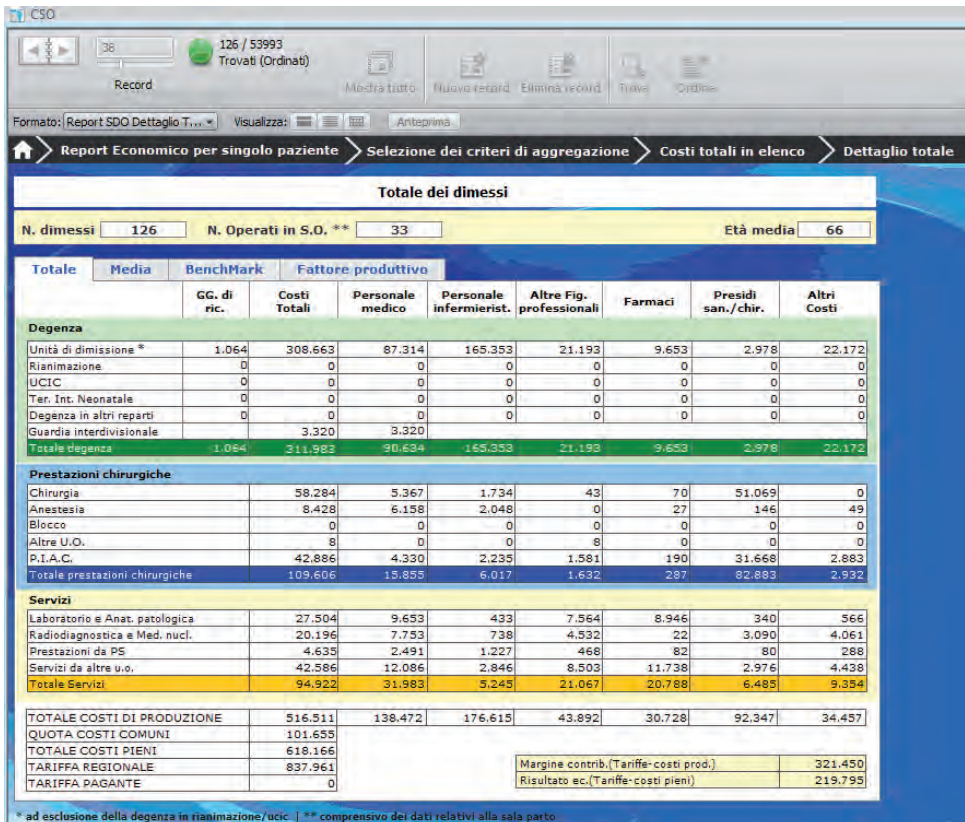 CSO
38
126 / 53993
Trovati (Ordinati)
Record
Mostra tutto Nuovo record Elimina record Trova Ordina
Formato: Report SDO Dettaglio T... Visualizza: Anteprima
Report Economico per singolo paziente Selezione dei criteri di aggregazione Costi totali in elenco Dettaglio totale
Totale dei dimessi
N. dimessi 126 N. Operati in S.O. ** 33 Età media 66
Totale Media BenchMark Fattore produttivo
GG. di ric. Costi Totali Personale medico Personale infermierist. Altre Fig. professionali Farmaci Presidi san./chir. Altri Costi
Degenza
Unità di dimissione * 1.064 308.663 87.314 165.353 21.193 9.653 2.978 22.172
Rianimazione 0 0 0 0 0 0 0 0
UCIC 0 0 0 0 0 0 0 0
Ter. Int. Neonatale 0 0 0 0 0 0 0 0
Degenza in altri reparti 0 0 0 0 0 0 0 0
Guardia interdivisionale 3.320 3.320
Totale degenza 1.064 311.983 90.634 165.353 21.193 9.653 2.978 22.172
Prestazioni chirurgiche
Chirurgia 58.284 5.367 1.734 43 70 51.069 0
Anestesia 8.428 6.158 2.048 0 27 146 49
Blocco 0 0 0 0 0 0 0
Altre U.O. 8 0 0 8 0 0 0
P.I.A.C. 42.886 4.330 2.235 1.581 190 31.668 2.883
Totale prestazioni chirurgiche 109.606 15.855 6.017 1.632 287 82.883 2.932
Servizi
Laboratorio e Anat. patologica 27.504 9.653 433 7.564 8.946 340 566
Radiodiagnostica e Med. nucl. 20.196 7.753 738 4.532 22 3.090 4.061
Prestazioni da PS 4.635 2.491 1.227 468 82 80 288
Servizi da altre u.o. 42.586 12.086 2.846 8.503 11.738 2.976 4.438
Totale Servizi 94.922 31.983 5.245 21.067 20.788 6.485 9.354
TOTALE COSTI DI PRODUZIONE 516.511 138.472 176.615 43.892 30.728 92.347 34.457
QUOTA COSTI COMUNI 101.655
TOTALE COSTI PIENI 618.166
TARIFFA REGIONALE 837.961 Margine contrib.(Tariffe-costi prod.) 321.450
TARIFFA PAGANTE 0 Risultato ec.(Tariffe-costi pieni) 219.795
* ad esclusione della degenza in rianimazione/ucic | ** comprensivo dei dati relativi alla sala parto